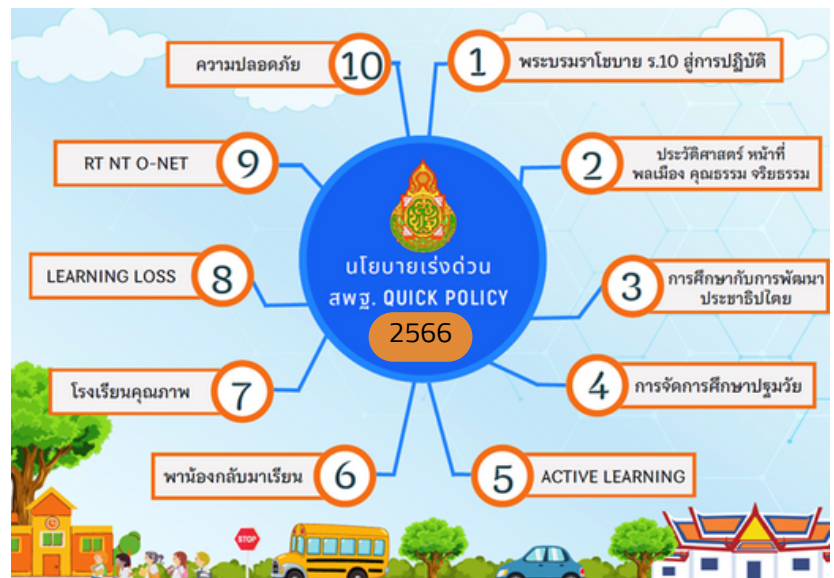 นโยบายเร่งด่วน
สพฐ. QUICK POLICY
2566
1
พระบรมราโชบาย ร.10 สู่การปฏิบัติ
2
ประวัติศาสตร์ หน้าที่
พลเมือง คุณธรรม จริยธรรม
3
การศึกษากับการพัฒนา
ประชาธิปไตย
4
การจัดการศึกษาปฐมวัย
5
ACTIVE LEARNING
6
พาน้องกลับมาเรียน
7
โรงเรียนคุณภาพ
8
LEARNING LOSS
9
RT NT O-NET
10
ความปลอดภัย
STOP